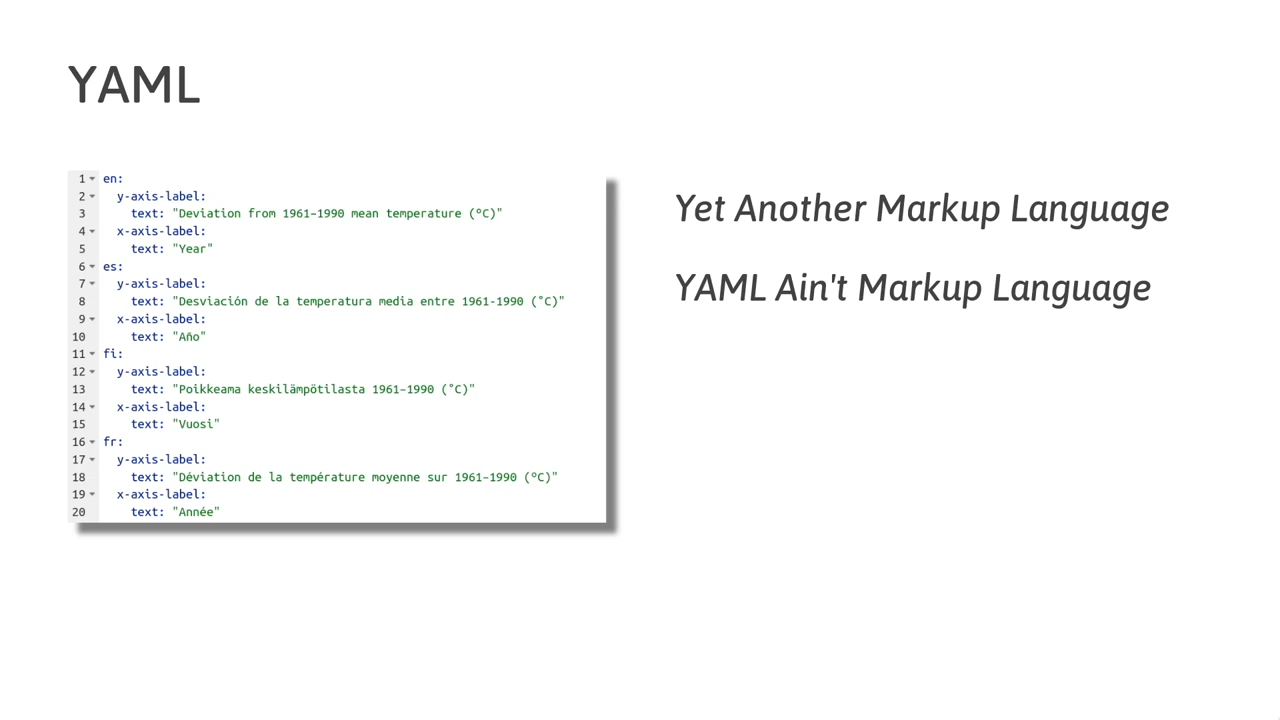 YAML
1 en:
2 y-axis-label:
3 text: "Deviation from 1961–1990 mean temperature (ºC)"
4 x-axis-label:
5 text: "Year"
6 es:
7 y-axis-label:
8 text: "Desviación de la temperatura media entre 1961-1990 (˚C)"
9 x-axis-label:
10 text: "Año"
11 fi:
12 y-axis-label:
13 text: "Poikkeama keskilämpötilasta 1961–1990 (˚C)"
14 x-axis-label:
15 text: "Vuosi"
16 fr:
17 y-axis-label:
18 text: "Déviation de la température moyenne sur 1961-1990 (ºC)"
19 x-axis-label:
20 text: "Année"
Yet Another Markup Language
YAML Ain't Markup Language